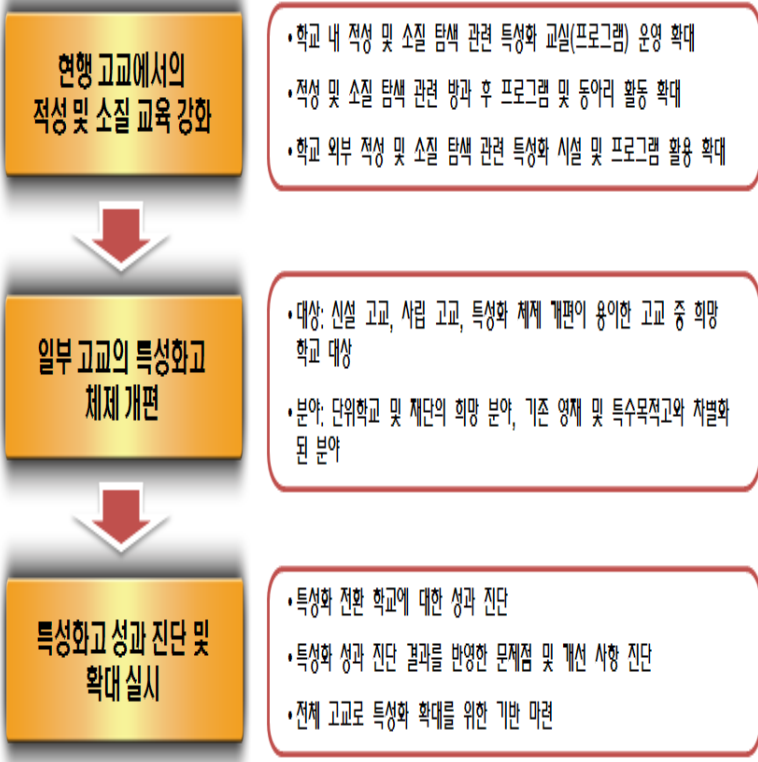 현행 고교에서의
적성 및 소질 교육 강화
•학교 내 적성 및 소질 탐색 관련 특성화 교실(프로그램) 운영 확대
•적성 및 소질 탐색 관련 방과 후 프로그램 및 동아리 활동 확대
•학교 외부 적성 및 소질 탐색 관련 특성화 시설 및 프로그램 활용 확대
일부 고교의 특성화고
체제 개편
•대상: 신설 고교, 사립 고교, 특성화 체제 개편이 용이한 고교 중 희망
학교 대상
•분야: 단위학교 및 재단의 희망 분야, 기존 영재 및 특수목적고와 차별화
된 분야
특성화고 성과 진단 및
확대 실시
•특성화 전환 학교에 대한 성과 진단
•특성화 성과 진단 결과를 반영한 문제점 및 개선 사항 진단
•전체 고교로 특성화 확대를 위한 기반 마련